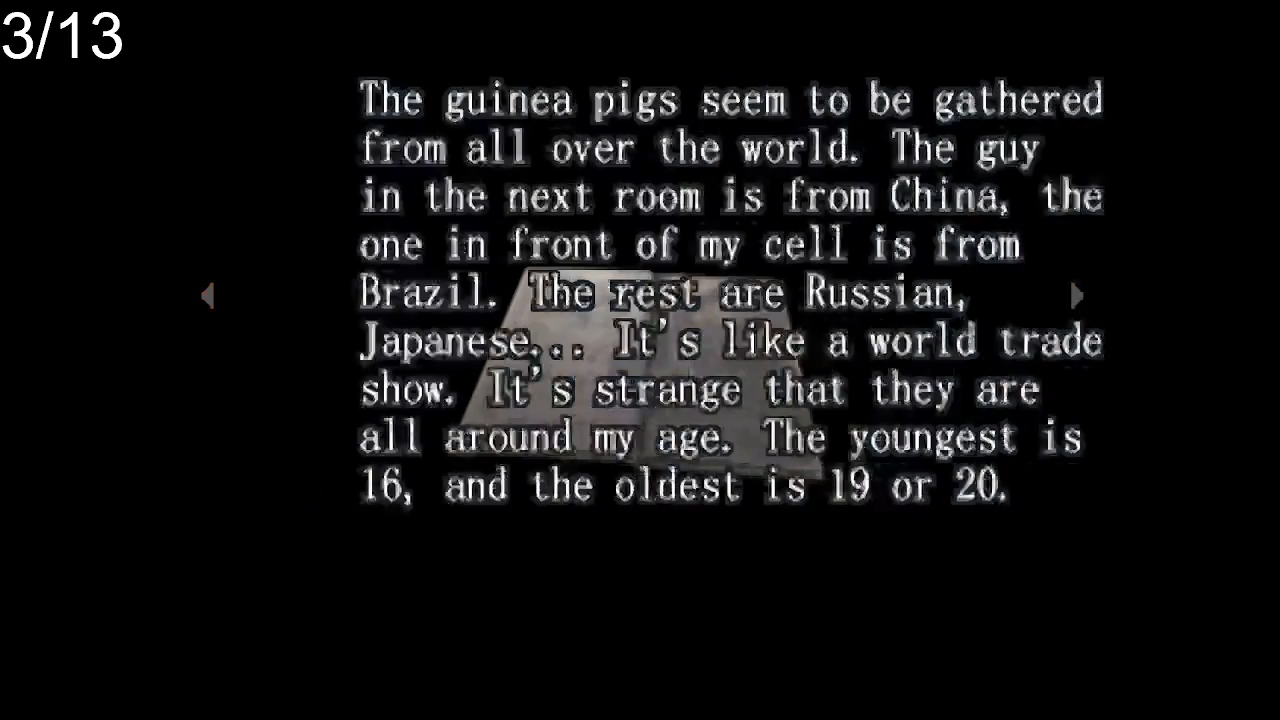 3/13
The guinea pigs seem to be gathered
from all over the world. The guy
in the next room is from China, the
one in front of my cell is from
Brazil. The rest are Russian,
Japanese... It's like a world trade
show. It's strange that they are
all around my age. The youngest is
16, and the oldest is 19 or 20.